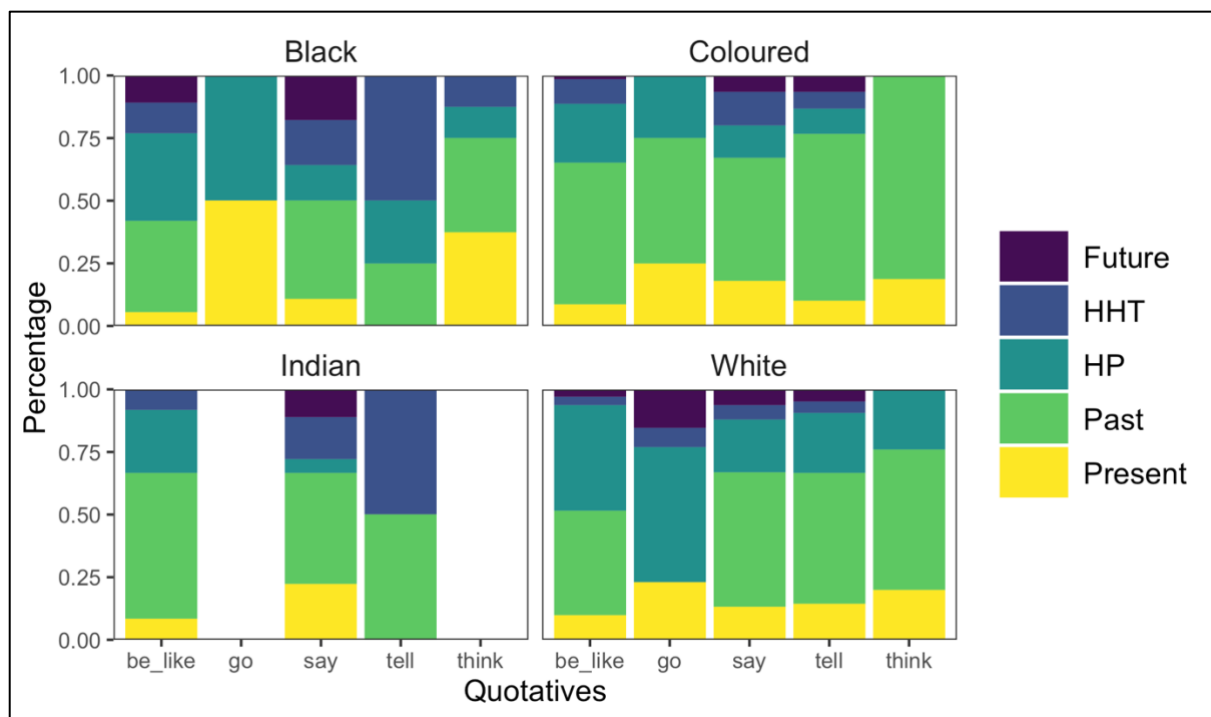 Black
Coloured
1.00
0.75
0.50
0.25
0.00
Indian
White
1.00
0.75
0.50
0.25
0.00
Percentage
be_like go say tell think
be_like go say tell think
Quotatives
Future
HHT
HP
Past
Present